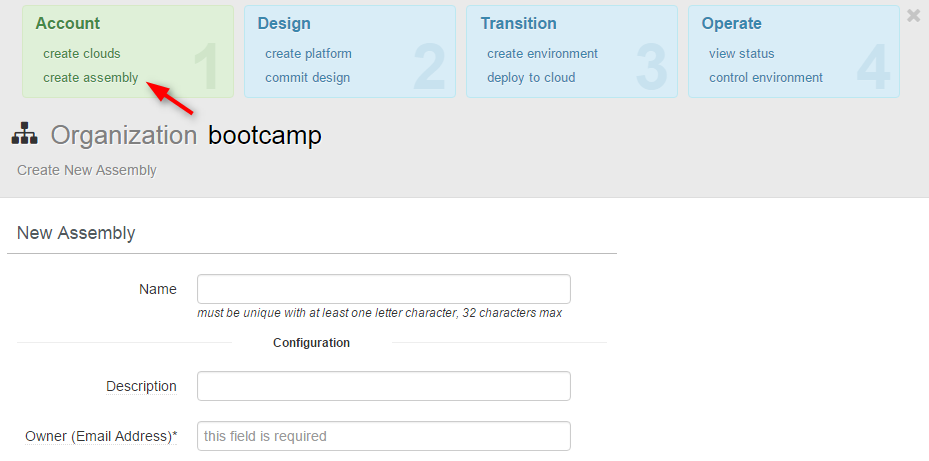 Account
create clouds
create assembly
1
Design
create platform
commit design
2
Transition
create environment
deploy to cloud
3
Operate
view status
control environment
4
Organization bootcamp
Create New Assembly
New Assembly
Name
must be unique with at least one letter character, 32 characters max
Configuration
Description
Owner (Email Address)* this field is required